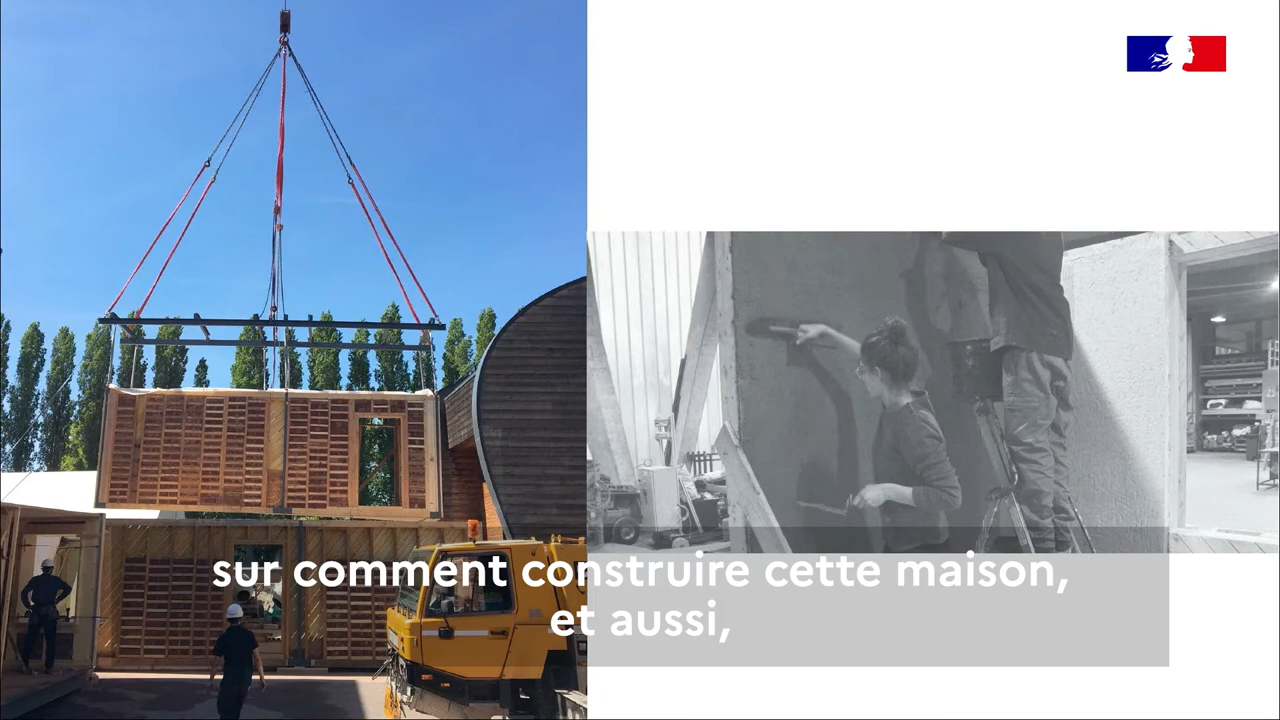 sur comment construire cette maison,
et aussi,